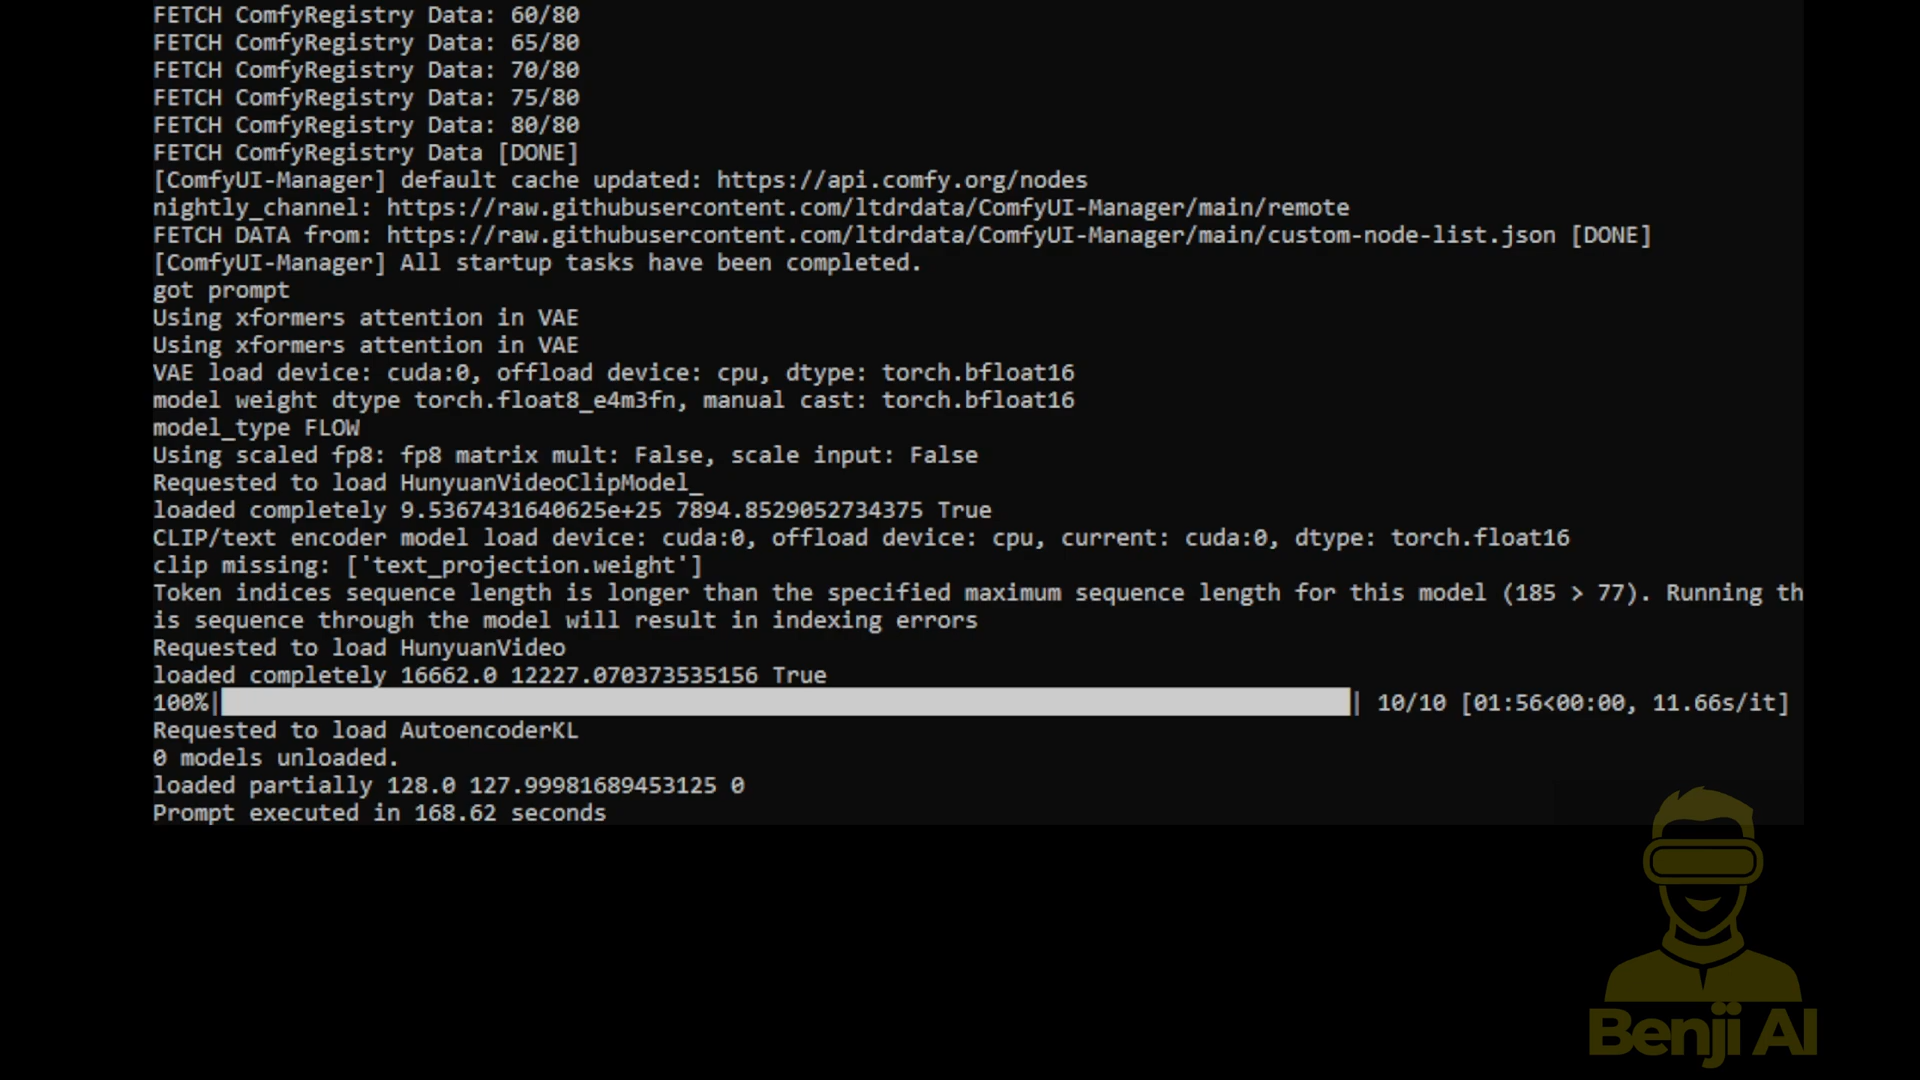 FETCH ComfyRegistry Data: 60/80
FETCH ComfyRegistry Data: 65/80
FETCH ComfyRegistry Data: 70/80
FETCH ComfyRegistry Data: 75/80
FETCH ComfyRegistry Data: 80/80
FETCH ComfyRegistry Data [DONE]
[ComfyUI-Manager] default cache updated: https://api.comfy.org/nodes
nightly_channel: https://raw.githubusercontent.com/ltdrdata/ComfyUI-Manager/main/remote
FETCH DATA from: https://raw.githubusercontent.com/ltdrdata/ComfyUI-Manager/main/custom-node-list.json [DONE]
[ComfyUI-Manager] All startup tasks have been completed.
got prompt
Using xformers attention in VAE
Using xformers attention in VAE
VAE load device: cuda:0, offload device: cpu, dtype: torch.bfloat16
model weight dtype torch.float8_e4m3fn, manual cast: torch.bfloat16
model_type FLOW
Using scaled fp8: fp8 matrix mult: False, scale input: False
Requested to load HunyuanVideoClipModel_
loaded completely 9.5367431640625e+25 7894.8529052734375 True
CLIP/text encoder model load device: cuda:0, offload device: cpu, current: cuda:0, dtype: torch.float16
clip missing: ['text_projection.weight']
Token indices sequence length is longer than the specified maximum sequence length for this model (185 > 77). Running th
is sequence through the model will result in indexing errors
Requested to load HunyuanVideo
loaded completely 16662.0 12227.070373535156 True
100%| | 10/10 [01:56<00:00, 11.66s/it]
Requested to load AutoencoderKL
0 models unloaded.
loaded partially 128.0 127.99981689453125 0
Prompt executed in 168.62 seconds
Benji AI